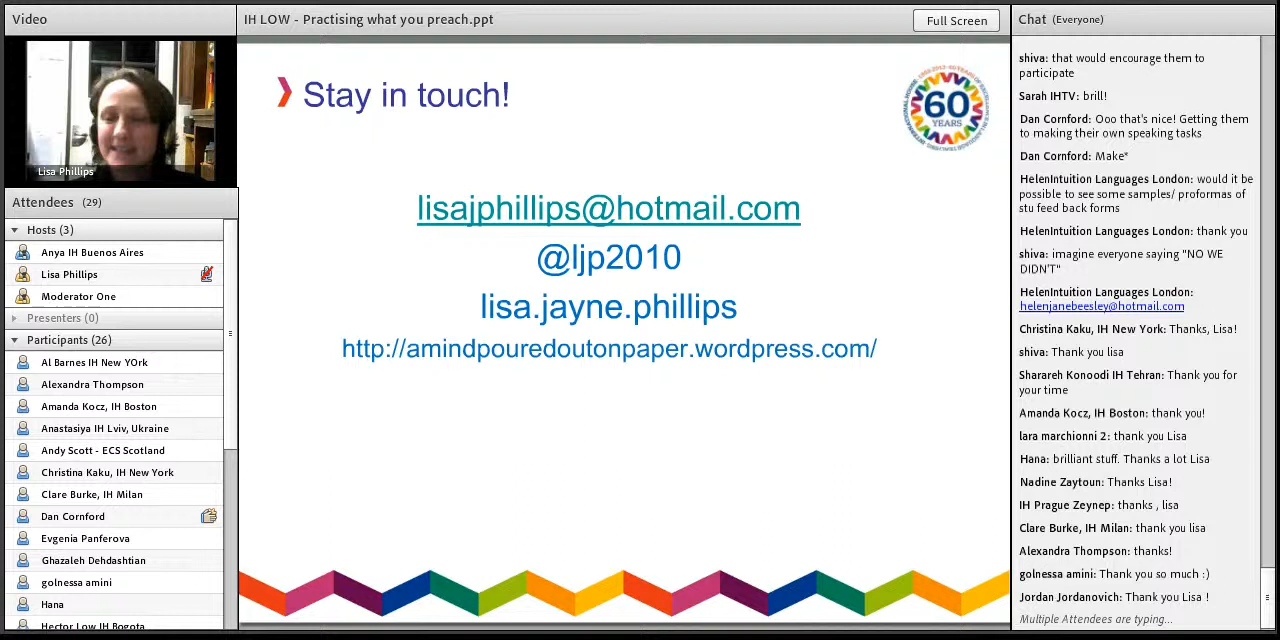 Video
Lisa Phillips
Attendees (29)
Hosts (3)
Anya IH Buenos Aires
Lisa Phillips
Moderator One
Presenters (0)
Participants (26)
Al Barnes IH New YOrk
Alexandra Thompson
Amanda Kocz, IH Boston
Anastasiya IH Lviv, Ukraine
Andy Scott - ECS Scotland
Christina Kaku, IH New York
Clare Burke, IH Milan
Dan Cornford
Evgenia Panferova
Ghazaleh Dehdashtian
golnessa amini
Hana
Hector Low IH Bogota
IH LOW - Practising what you preach.ppt
Full Screen
Stay in touch!
60
YEARS
lisajphillips@hotmail.com
@ljp2010
lisa.jayne.phillips
http://amindpouredoutonpaper.wordpress.com/
Chat (Everyone)
shiva: that would encourage them to
participate
Sarah IHTV: brill!
Dan Cornford: Ooo that's nice! Getting them
to making their own speaking tasks
Dan Cornford: Make*
HelenIntuition Languages London: would it be
possible to see some samples/ proformas of
stu feed back forms
HelenIntuition Languages London: thank you
shiva: imagine everyone saying "NO WE
DIDN'T"
HelenIntuition Languages London:
helenjanebeesley@hotmail.com
Christina Kaku, IH New York: Thanks, Lisa!
shiva: Thank you lisa
Sharareh Konoodi IH Tehran: Thank you for
your time
Amanda Kocz, IH Boston: thank you!
lara marchionni 2: thank you Lisa
Hana: brilliant stuff. Thanks a lot Lisa
Nadine Zaytoun: Thanks Lisa!
IH Prague Zeynep: thanks , lisa
Clare Burke, IH Milan: thank you lisa
Alexandra Thompson: thanks!
golnessa amini: Thank you so much :)
Jordan Jordanovich: Thank you Lisa !
Multiple Attendees are typing...